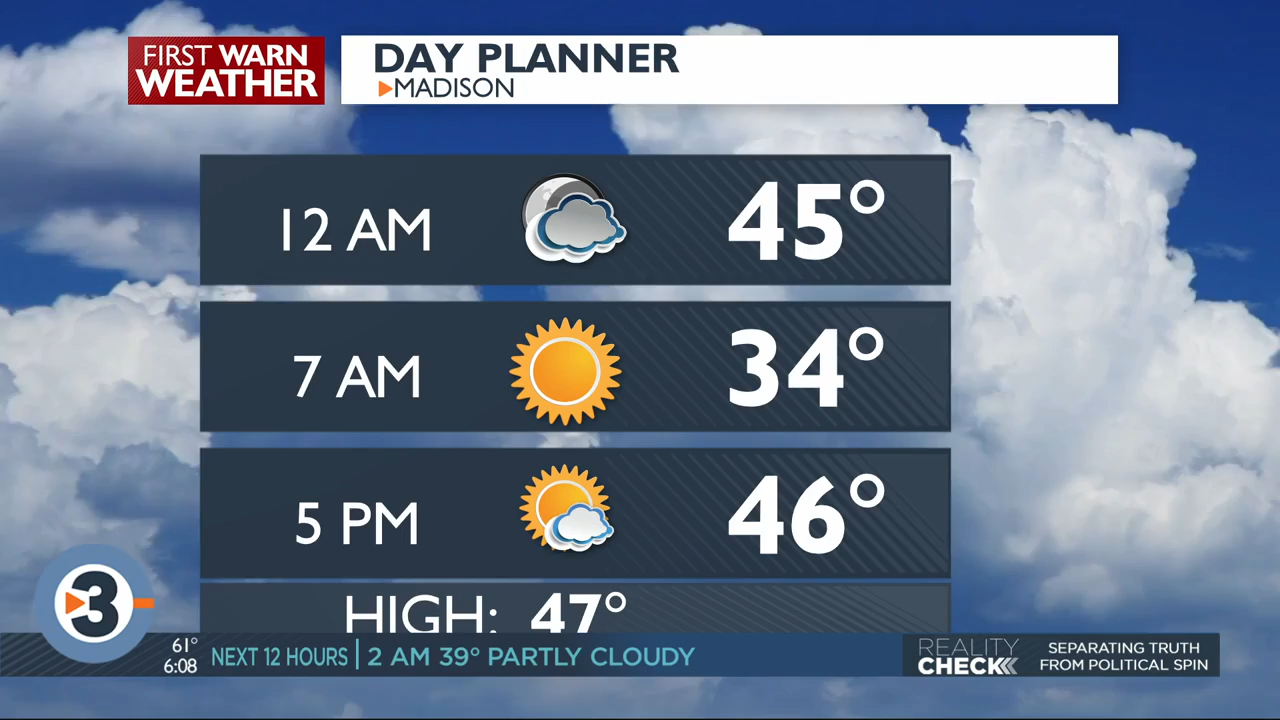 FIRST WARN
WEATHER
DAY PLANNER
MADISON
12 AM 45°
7 AM 34°
5 PM 46°
HIGH: 47°
3
61°
6:08
NEXT 12 HOURS 2 AM 39° PARTLY CLOUDY
REALITY
CHECK
SEPARATING TRUTH
FROM POLITICAL SPIN